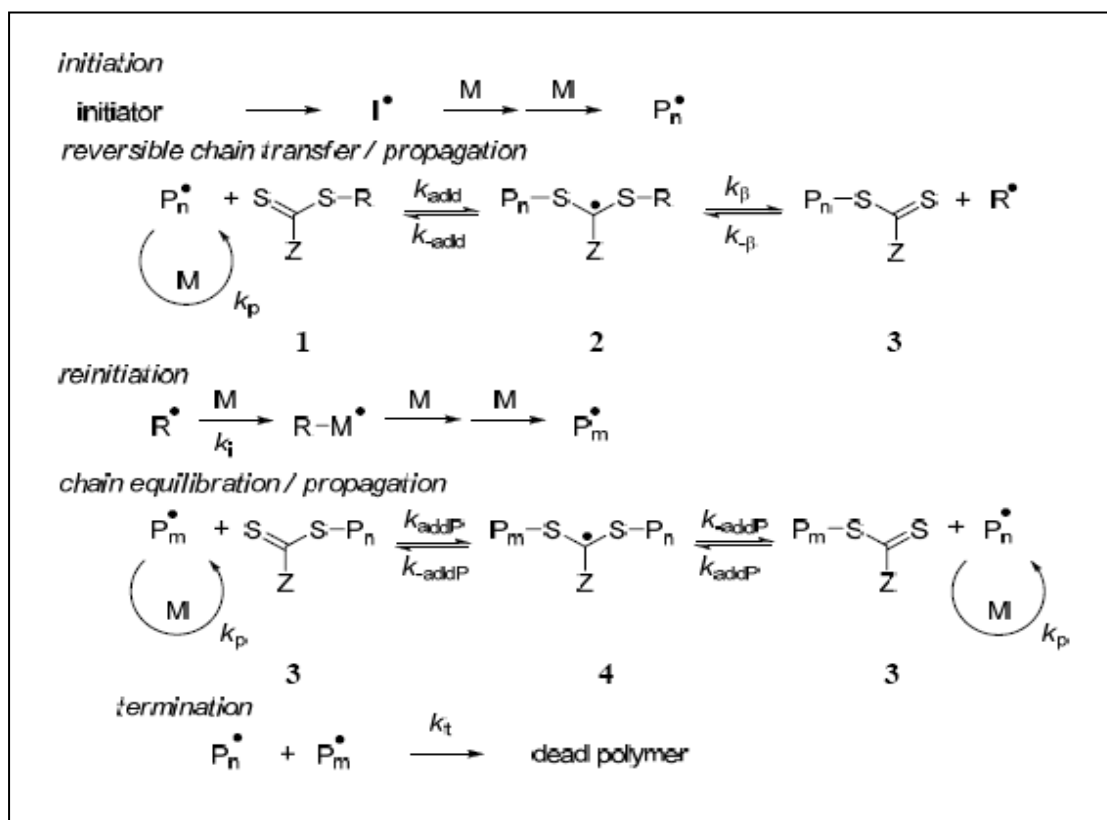 initiation
initiator I• M M Pn•
reversible chain transfer / propagation
Pn• + S S–R kadd k-add Pn–S • S–R kβ k-β Pn–S S + R•
Z Z Z
M kp
1 2 3
reinitiation
R• M ki R–M• M M Pm•
chain equilibration / propagation
Pm• + S S–Pn kaddP k-addP Pm–S • S–Pn k-addP kaddP Pm–S S + Pn•
Z Z Z
M kp M kp
3 4 3
termination
Pn• + Pm• kt dead polymer